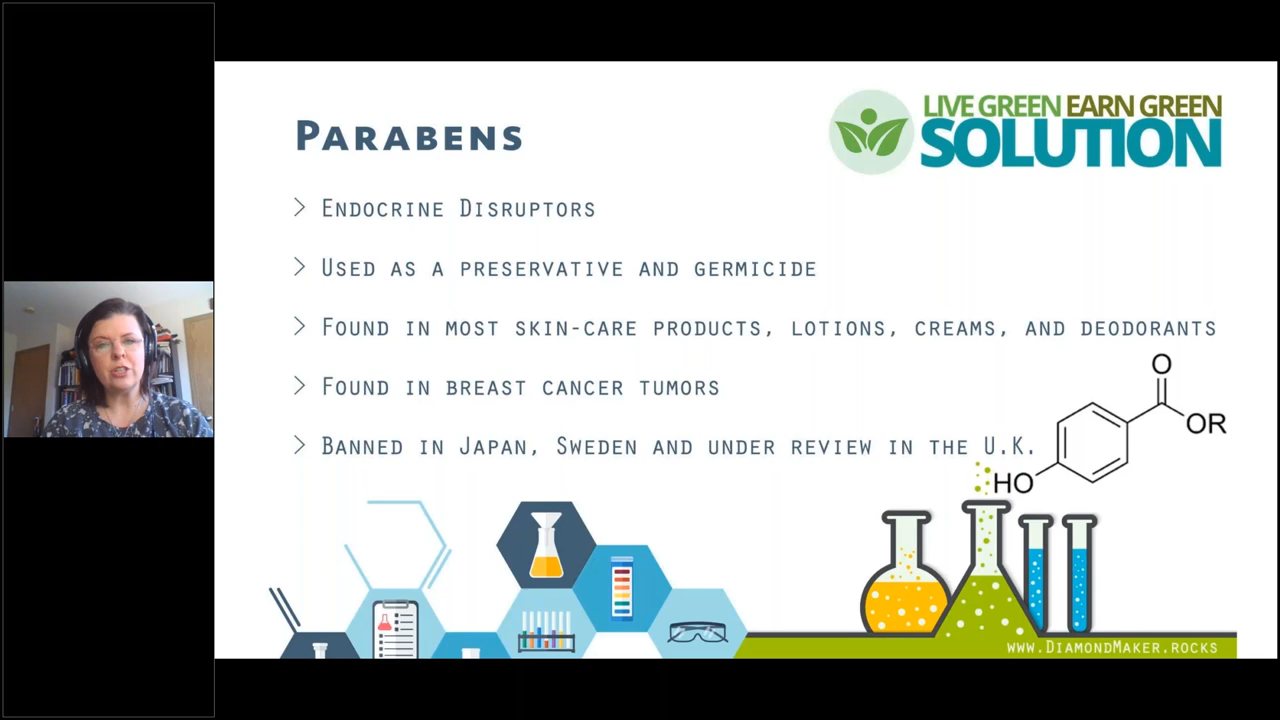 LIVE GREEN EARN GREEN
SOLUTION
PARABENS
ENDOCRINE DISRUPTORS
USED AS A PRESERVATIVE AND GERMICIDE
FOUND IN MOST SKIN-CARE PRODUCTS, LOTIONS, CREAMS, AND DEODORANTS
FOUND IN BREAST CANCER TUMORS
BANNED IN JAPAN, SWEDEN AND UNDER REVIEW IN THE U.K.
O
OR
HO
WWW.DIAMONDMAKER.ROCKS